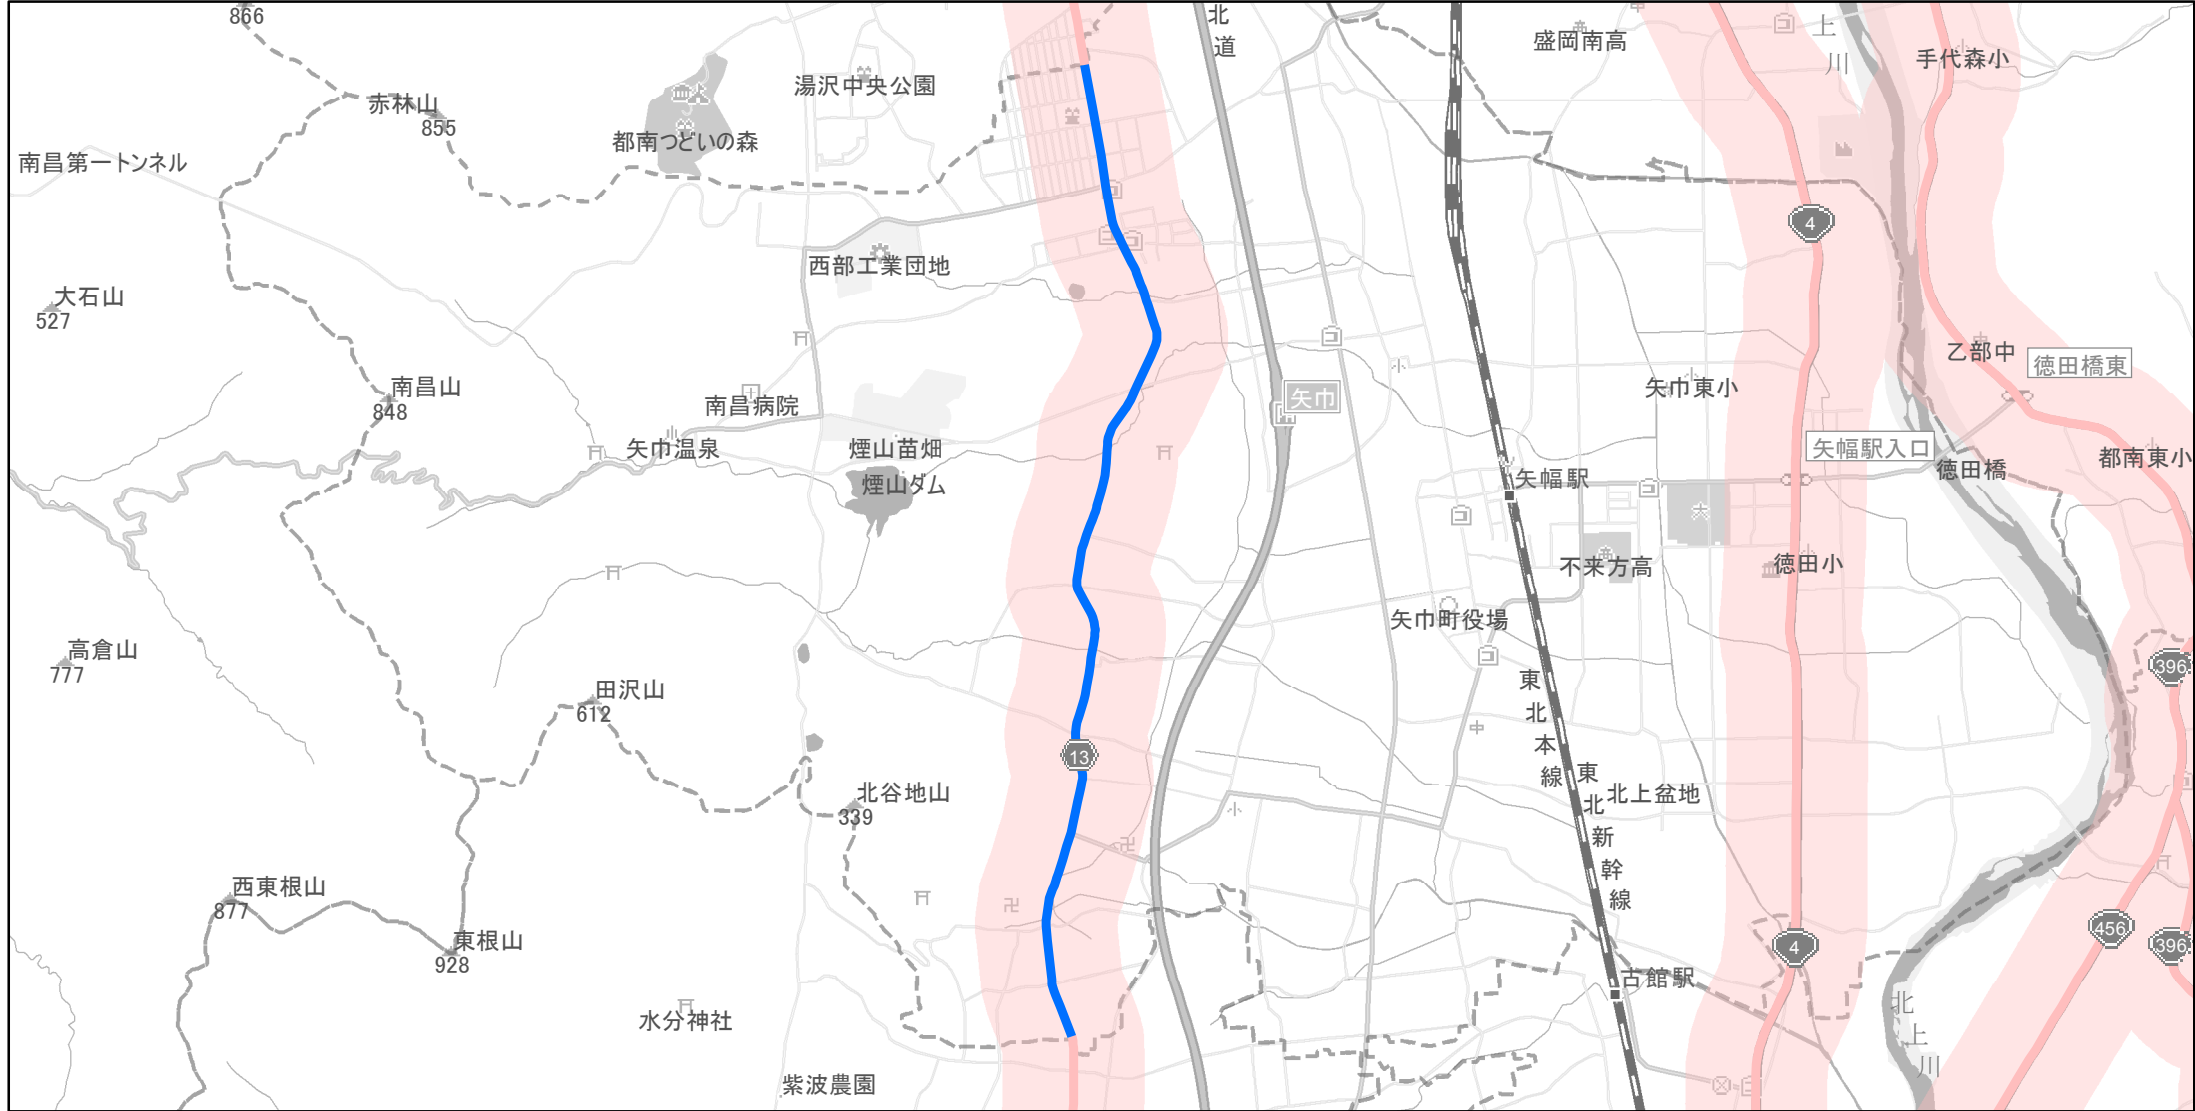 866
北
道
上
川
盛岡南高
手代森小
湯沢中央公園
赤林山
855
都南つどいの森
南昌第一トンネル
4
西部工業団地
大石山
527
乙部中
徳田橋東
南昌山
848
南昌病院
矢巾
矢巾東小
矢巾温泉
煙山苗畑
煙山ダム
矢幅駅入口
徳田橋
都南東小
矢幅駅
大
不来方高
徳田小
矢巾町役場
高倉山
777
396
田沢山
612
東
北
本
線
中
13
東
北
新
幹
線
北上盆地
北谷地山
339
小
西東根山
877
東根山
928
456
4
396
古館駅
水分神社
北
上
川
紫波農園